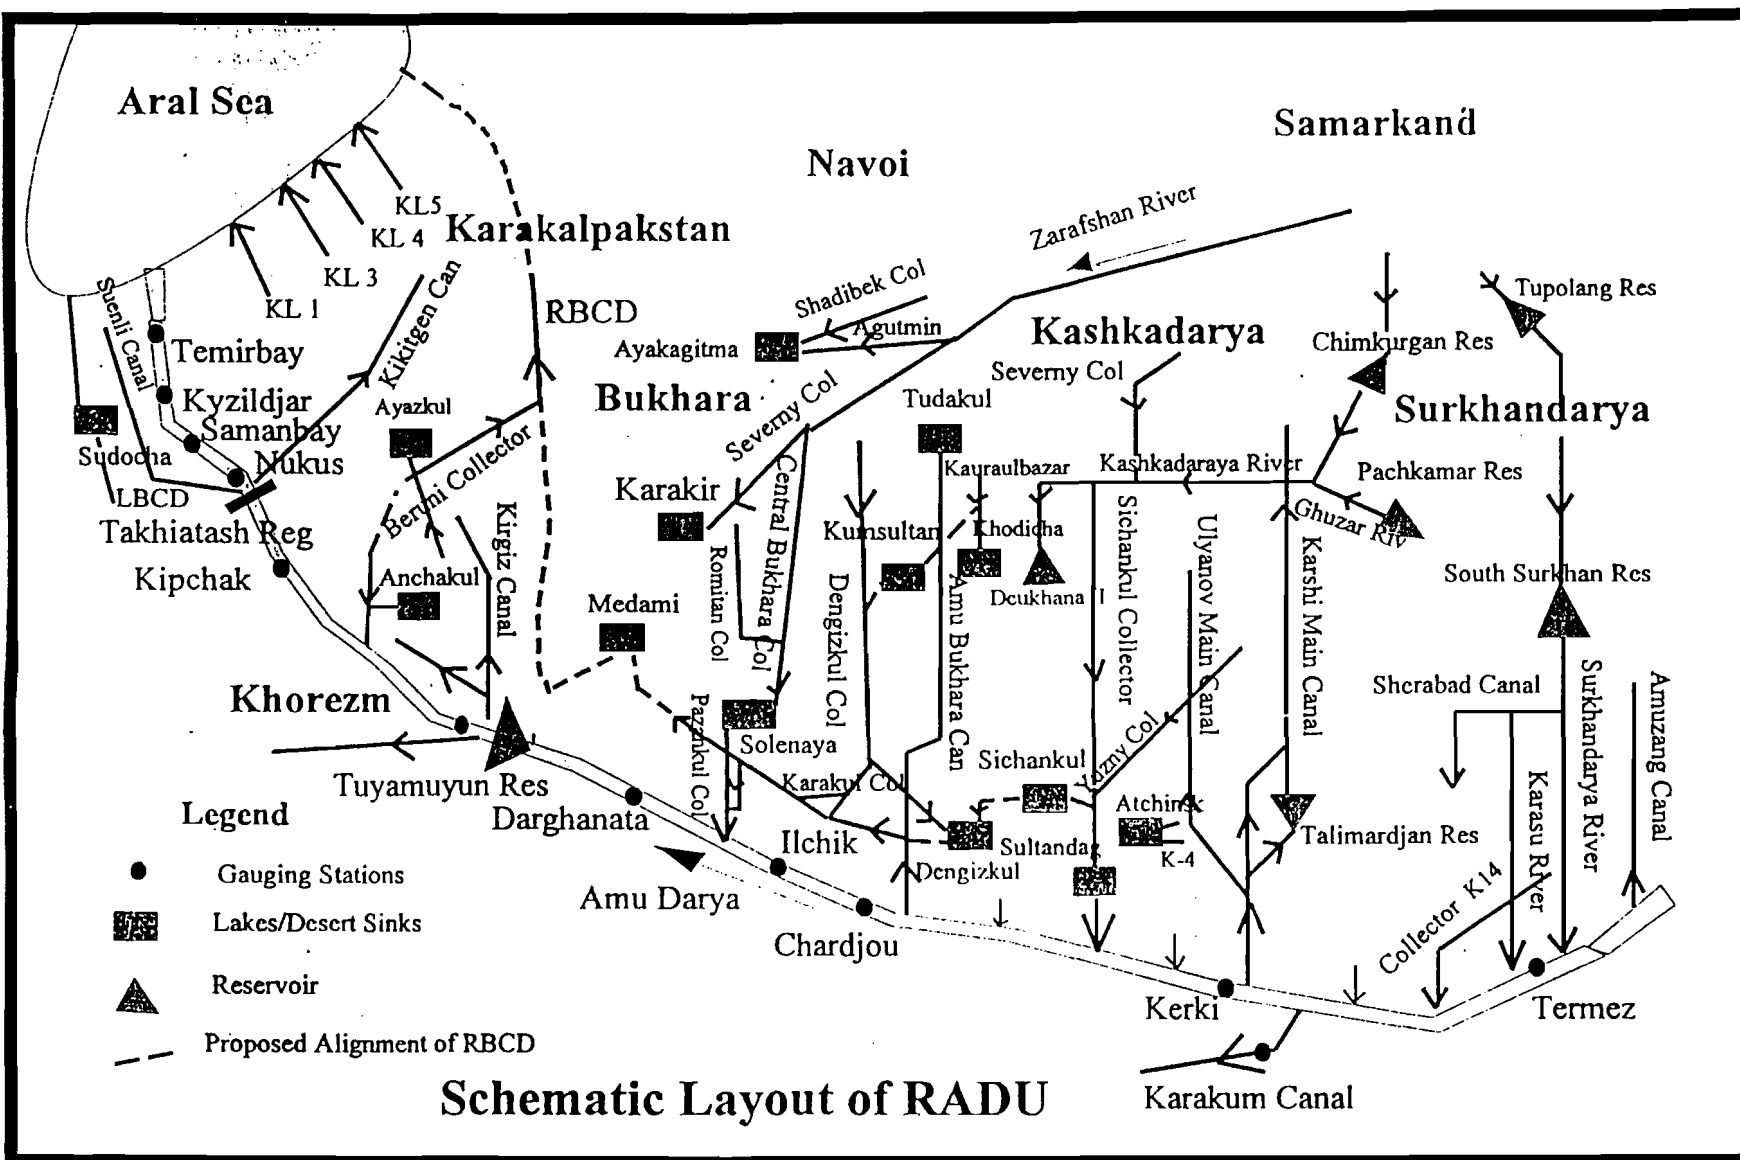 Aral Sea
Samarkand
Navoi
Zarafshan River
KL5
KL 4
Karakalpakstan
KL 3
KL 1
Suenli Canal
Kikitgen Can
RBCD
Shadibek Col
Agutmin
Ayakagitma
Kashkadarya
Severny Col
Tupolang Res
Chimkurgan Res
Temirbay
Kyzildjar
Samanbay
Nukus
Ayazkul
Bukhara
Severny Col
Tudakul
Surkhandarya
Sudocha
LBCD
Takhiatash Reg
Beruni Collector
Karakir
Kauraulbazar
Kashkadaraya River
Pachkamar Res
Ghuzar Riv
Kipchak
Anchakul
Kirgiz Canal
Medami
Romitan Col
Central Bukhara Col
Kumsultan
Khodicha
Deukhana
Dengizkul Col
Amu Bukhara Can
Sichankul Collector
Ulyanov Main Canal
Karshi Main Canal
South Surkhan Res
Sherabad Canal
Surkhandarya River
Amuzang Canal
Khorezm
Tuyamuyun Res
Darghanata
Pazankul Col
Solenaya
Karakul Col
Sichankul
Yuzny Col
Atchinsk
K-4
Talimardjan Res
Karasu River
Collector K14
Ilchik
Sultandag
Dengizkul
Amu Darya
Chardjou
Kerki
Termez
Karakum Canal
Legend
Gauging Stations
Lakes/Desert Sinks
Reservoir
Proposed Alignment of RBCD
Schematic Layout of RADU